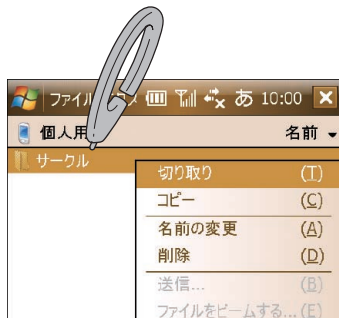 ファイル あ 10:00
個人用 名前
サークル
切り取り (T)
コピー (C)
名前の変更 (A)
削除 (D)
送信... (B)
ファイルをビームする... (E)